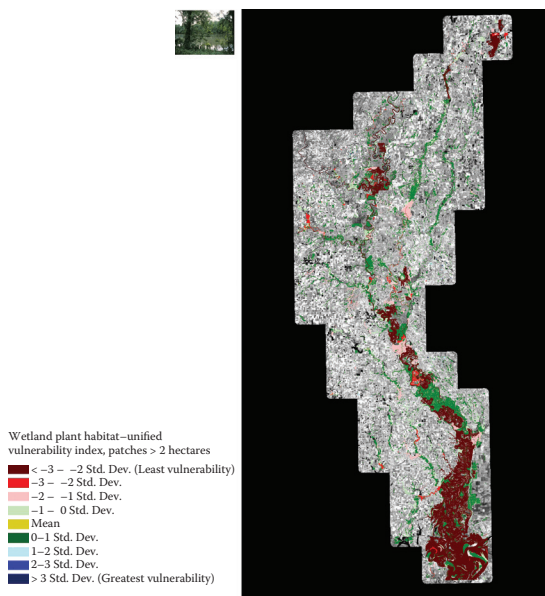 Wetland plant habitat–unified
vulnerability index, patches > 2 hectares
< –3 – –2 Std. Dev. (Least vulnerability)
–3 – –2 Std. Dev.
–2 – –1 Std. Dev.
–1 – 0 Std. Dev.
Mean
0–1 Std. Dev.
1–2 Std. Dev.
2–3 Std. Dev.
> 3 Std. Dev. (Greatest vulnerability)